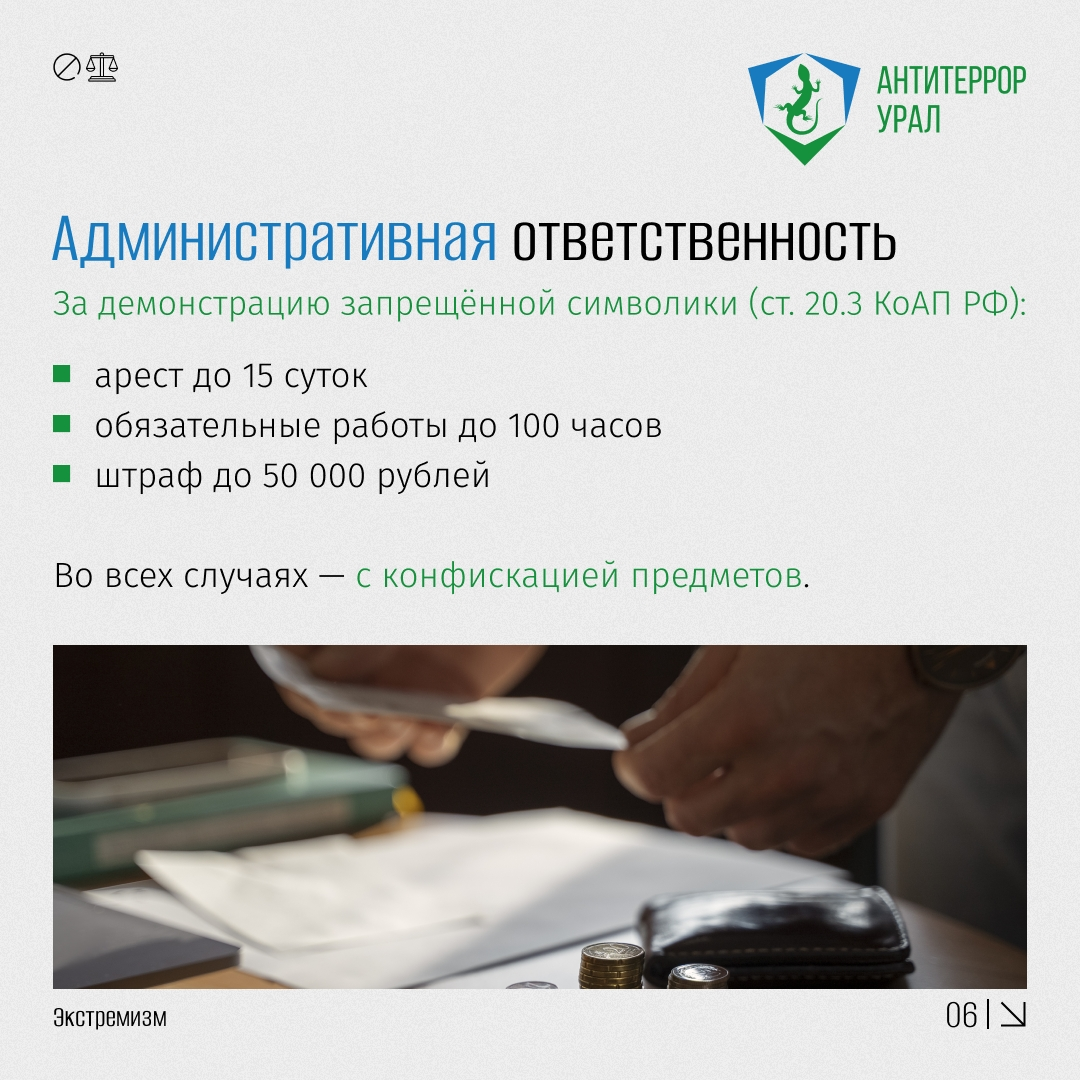 АНТИТЕРРОР
УРАЛ
Административная ответственность
За демонстрацию запрещённой символики (ст. 20.3 КоАП РФ):
арест до 15 суток
обязательные работы до 100 часов
штраф до 50 000 рублей
Во всех случаях — с конфискацией предметов.
Экстремизм
06